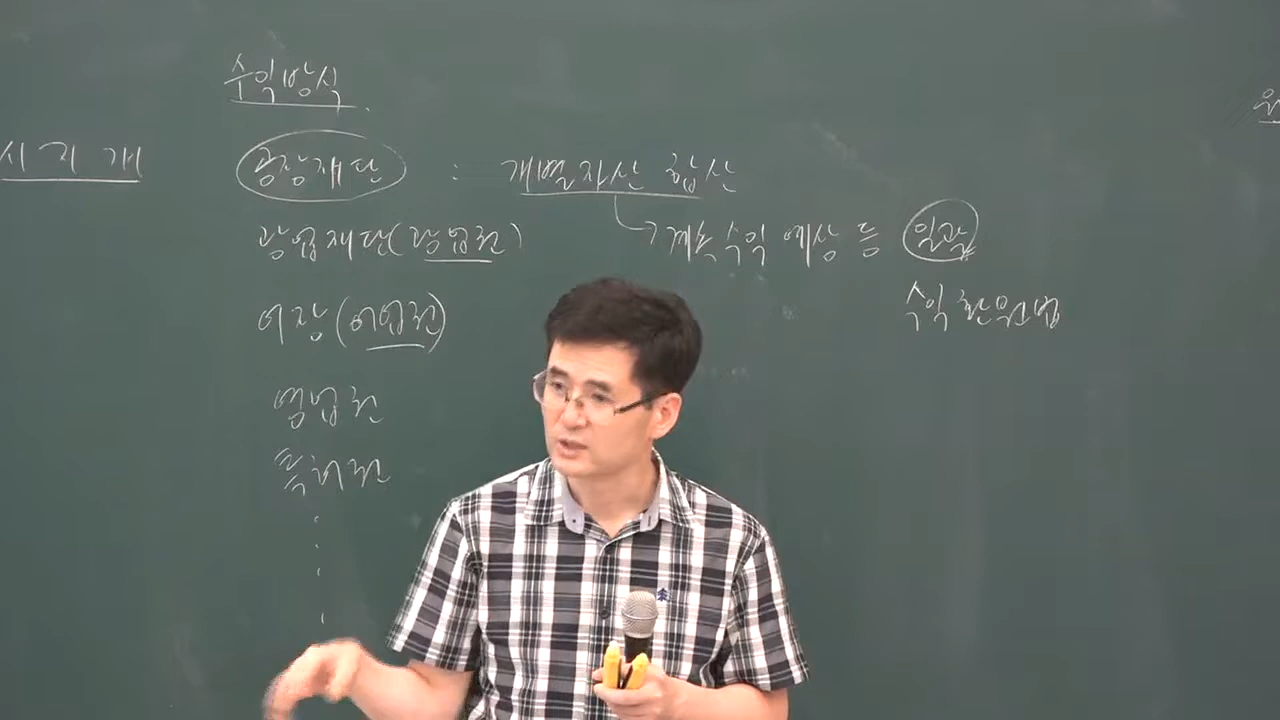 수익방식
시지개
공장재단 : 개별자산 합산
→ 계속 수익 예상 등 일괄
광업재단(광업권)
수익환원법
어장(어업권)
영업권
특허권